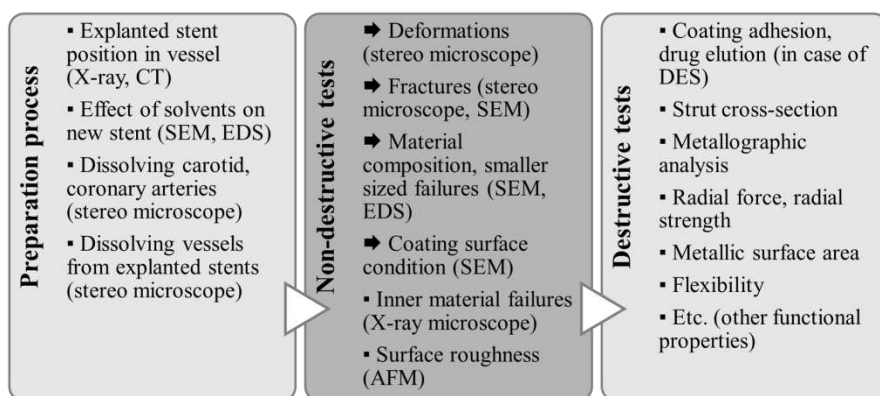 Preparation process
▪ Explanted stent
position in vessel
(X-ray, CT)
▪ Effect of solvents on
new stent (SEM, EDS)
▪ Dissolving carotid,
coronary arteries
(stereo microscope)
▪ Dissolving vessels
from explanted stents
(stereo microscope)
Non-destructive tests
🡆 Deformations
(stereo microscope)
🡆 Fractures (stereo
microscope, SEM)
🡆 Material
composition, smaller
sized failures (SEM,
EDS)
🡆 Coating surface
condition (SEM)
▪ Inner material failures
(X-ray microscope)
▪ Surface roughness
(AFM)
Destructive tests
▪ Coating adhesion,
drug elution (in case of
DES)
▪ Strut cross-section
▪ Metallographic
analysis
▪ Radial force, radial
strength
▪ Metallic surface area
▪ Flexibility
▪ Etc. (other functional
properties)